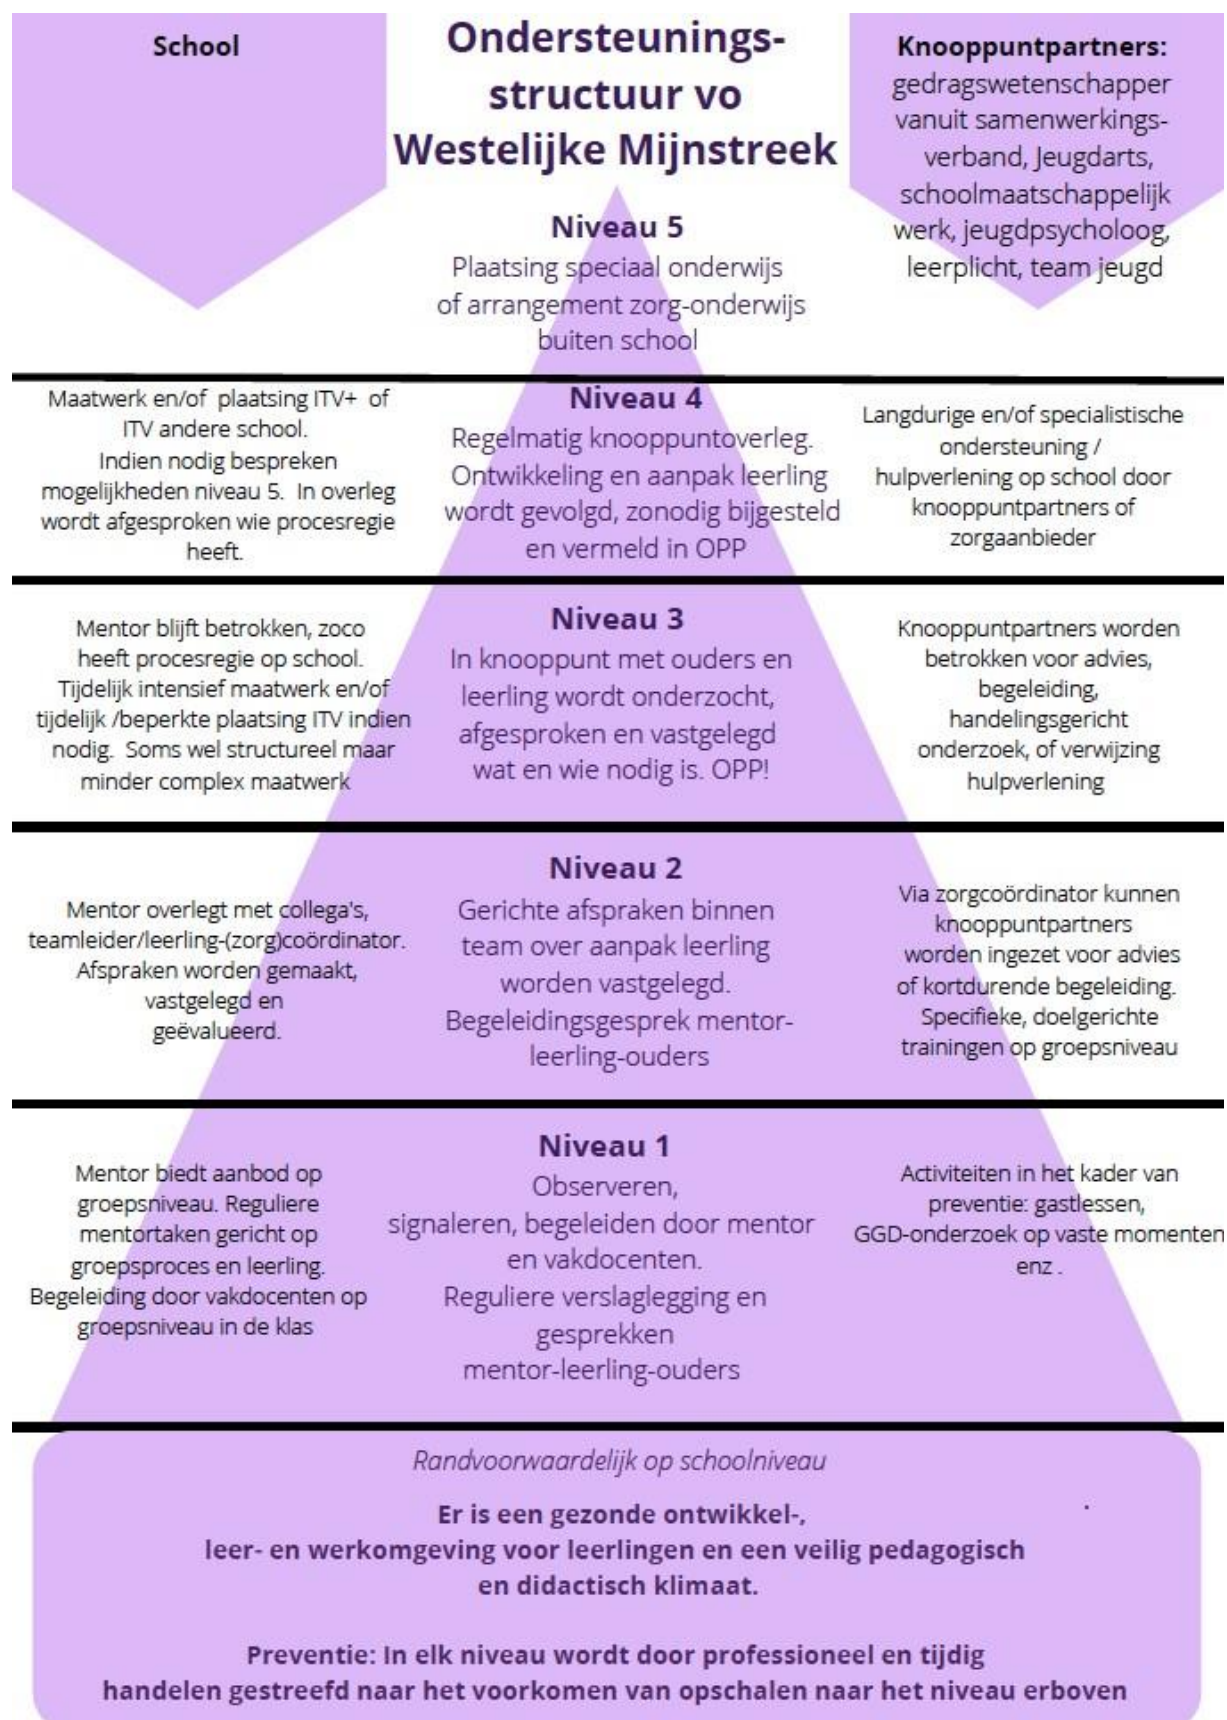 School
Ondersteunings-
structuur vo
Westelijke Mijnstreek
Knooppuntpartners:
gedragswetenschapper
vanuit samenwerkings-
verband, Jeugdarts,
schoolmaatschappelijk
werk, jeugdpsycholoog,
leerplicht, team jeugd
Niveau 5
Plaatsing speciaal onderwijs
of arrangement zorg-onderwijs
buiten school
Maatwerk en/of plaatsing ITV+ of
ITV andere school.
Indien nodig bespreken
mogelijkheden niveau 5. In overleg
wordt afgesproken wie procesregie
heeft.
Niveau 4
Regelmatig knooppuntoverleg.
Ontwikkeling en aanpak leerling
wordt gevolgd, zonodig bijgesteld
en vermeld in OPP
Langdurige en/of specialistische
ondersteuning /
hulpverlening op school door
knooppuntpartners of
zorgaanbieder
Mentor blijft betrokken, zoco
heeft procesregie op school.
Tijdelijk intensief maatwerk en/of
tijdelijk /beperkte plaatsing ITV indien
nodig. Soms wel structureel maar
minder complex maatwerk
Niveau 3
In knooppunt met ouders en
leerling wordt onderzocht,
afgesproken en vastgelegd
wat en wie nodig is. OPP!
Knooppuntpartners worden
betrokken voor advies,
begeleiding,
handelingsgericht
onderzoek, of verwijzing
hulpverlening
Mentor overlegt met collega's,
teamleider/leerling-(zorg)coördinator.
Afspraken worden gemaakt,
vastgelegd en
geëvalueerd.
Niveau 2
Gerichte afspraken binnen
team over aanpak leerling
worden vastgelegd.
Begeleidingsgesprek mentor-
leerling-ouders
Via zorgcoördinator kunnen
knooppuntpartners
worden ingezet voor advies
of kortdurende begeleiding.
Specifieke, doelgerichte
trainingen op groepsniveau
Mentor biedt aanbod op
groepsniveau. Reguliere
mentortaken gericht op
groepsproces en leerling.
Begeleiding door vakdocenten op
groepsniveau in de klas
Niveau 1
Observeren,
signaleren, begeleiden door mentor
en vakdocenten.
Reguliere verslaglegging en
gesprekken
mentor-leerling-ouders
Activiteiten in het kader van
preventie: gastlessen,
GGD-onderzoek op vaste momenten
enz .
Randvoorwaardelijk op schoolniveau
Er is een gezonde ontwikkel-,
leer- en werkomgeving voor leerlingen en een veilig pedagogisch
en didactisch klimaat.
Preventie: In elk niveau wordt door professioneel en tijdig
handelen gestreefd naar het voorkomen van opschalen naar het niveau erboven